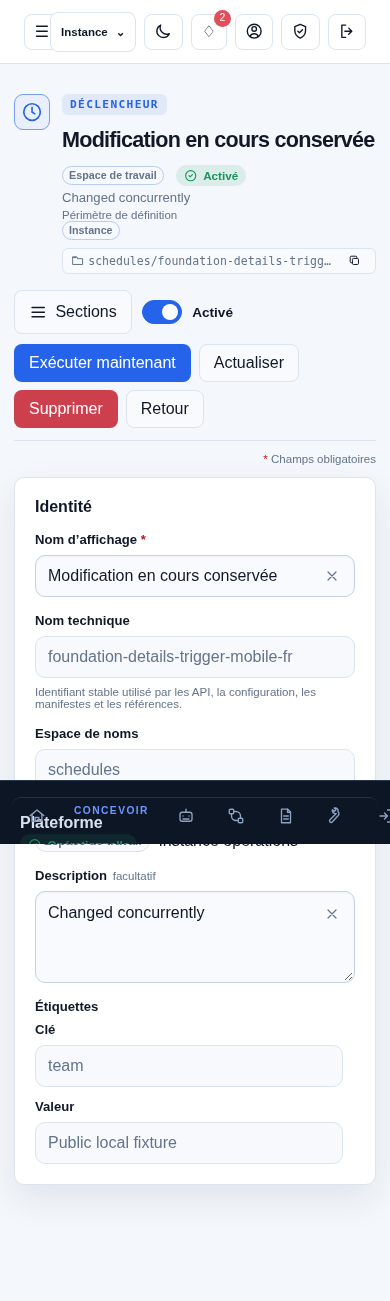 Instance
2
DÉCLENCHEUR
Modification en cours conservée
Espace de travail
Activé
Changed concurrently
Périmètre de définition
Instance
schedules/foundation-details-trigg…
Sections
Activé
Exécuter maintenant
Actualiser
Supprimer
Retour
* Champs obligatoires
Identité
Nom d’affichage *
Modification en cours conservée
Nom technique
foundation-details-trigger-mobile-fr
Identifiant stable utilisé par les API, la configuration, les
manifestes et les références.
Espace de noms
schedules
CONCEVOIR
Plateforme
Description facultatif
Changed concurrently
Étiquettes
Clé
team
Valeur
Public local fixture